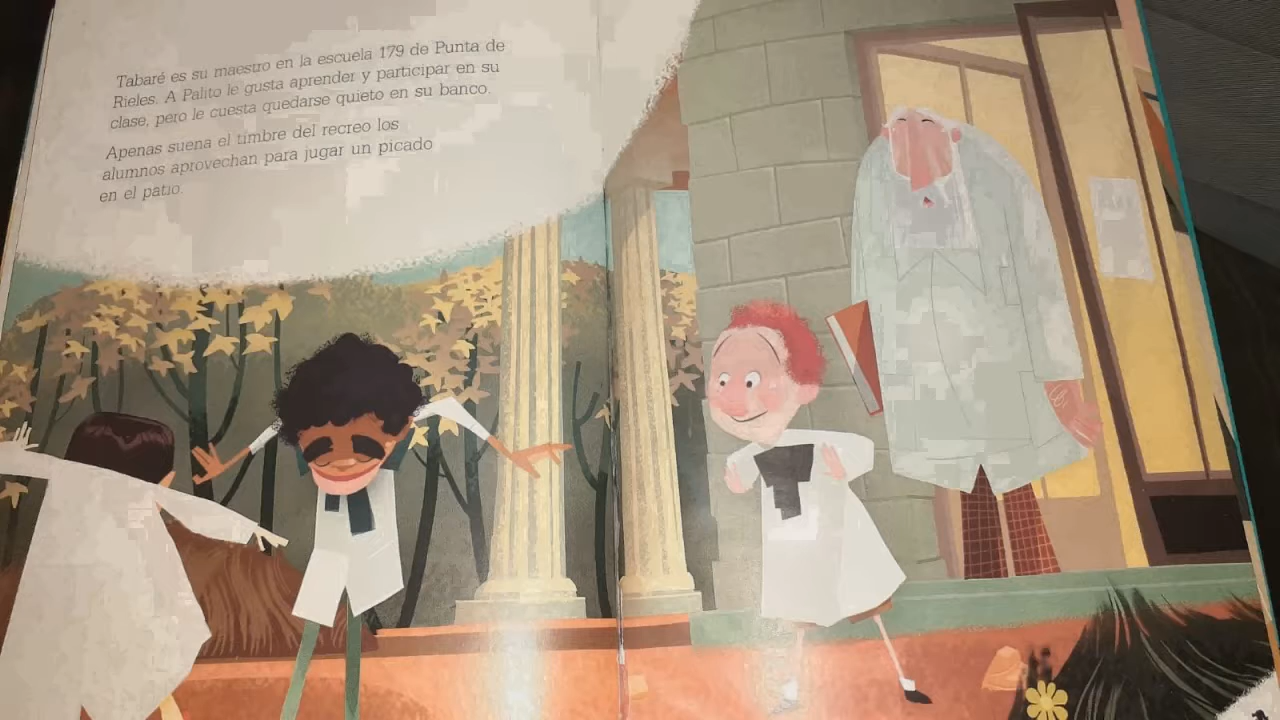 Tabaré es su maestro en la escuela 179 de Punta de
Rieles. A Palito le gusta aprender y participar en su
clase, pero le cuesta quedarse quieto en su banco.
Apenas suena el timbre del recreo los
alumnos aprovechan para jugar un picado
en el patio.